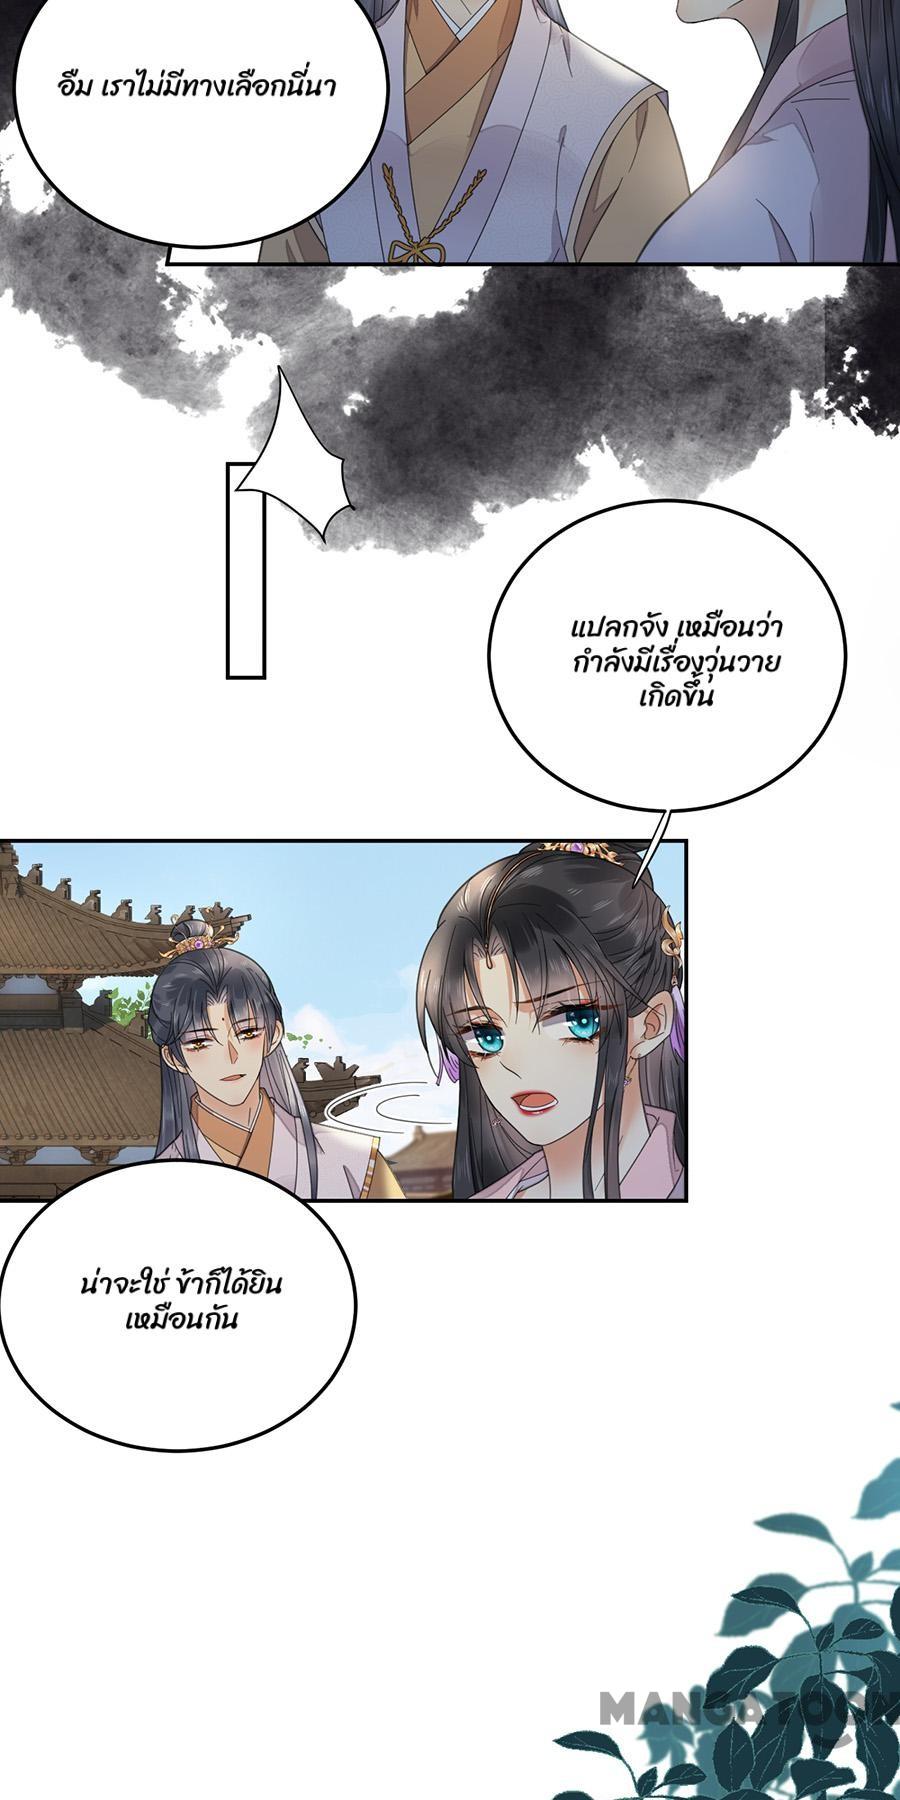 อืม เราไม่มีทางเลือกนี่นา
แปลกจัง เหมือนว่า
กำลังมีเรื่องวุ่นวาย
เกิดขึ้น
น่าจะใช่ ข้าก็ได้ยิน
เหมือนกัน
MANGATOON